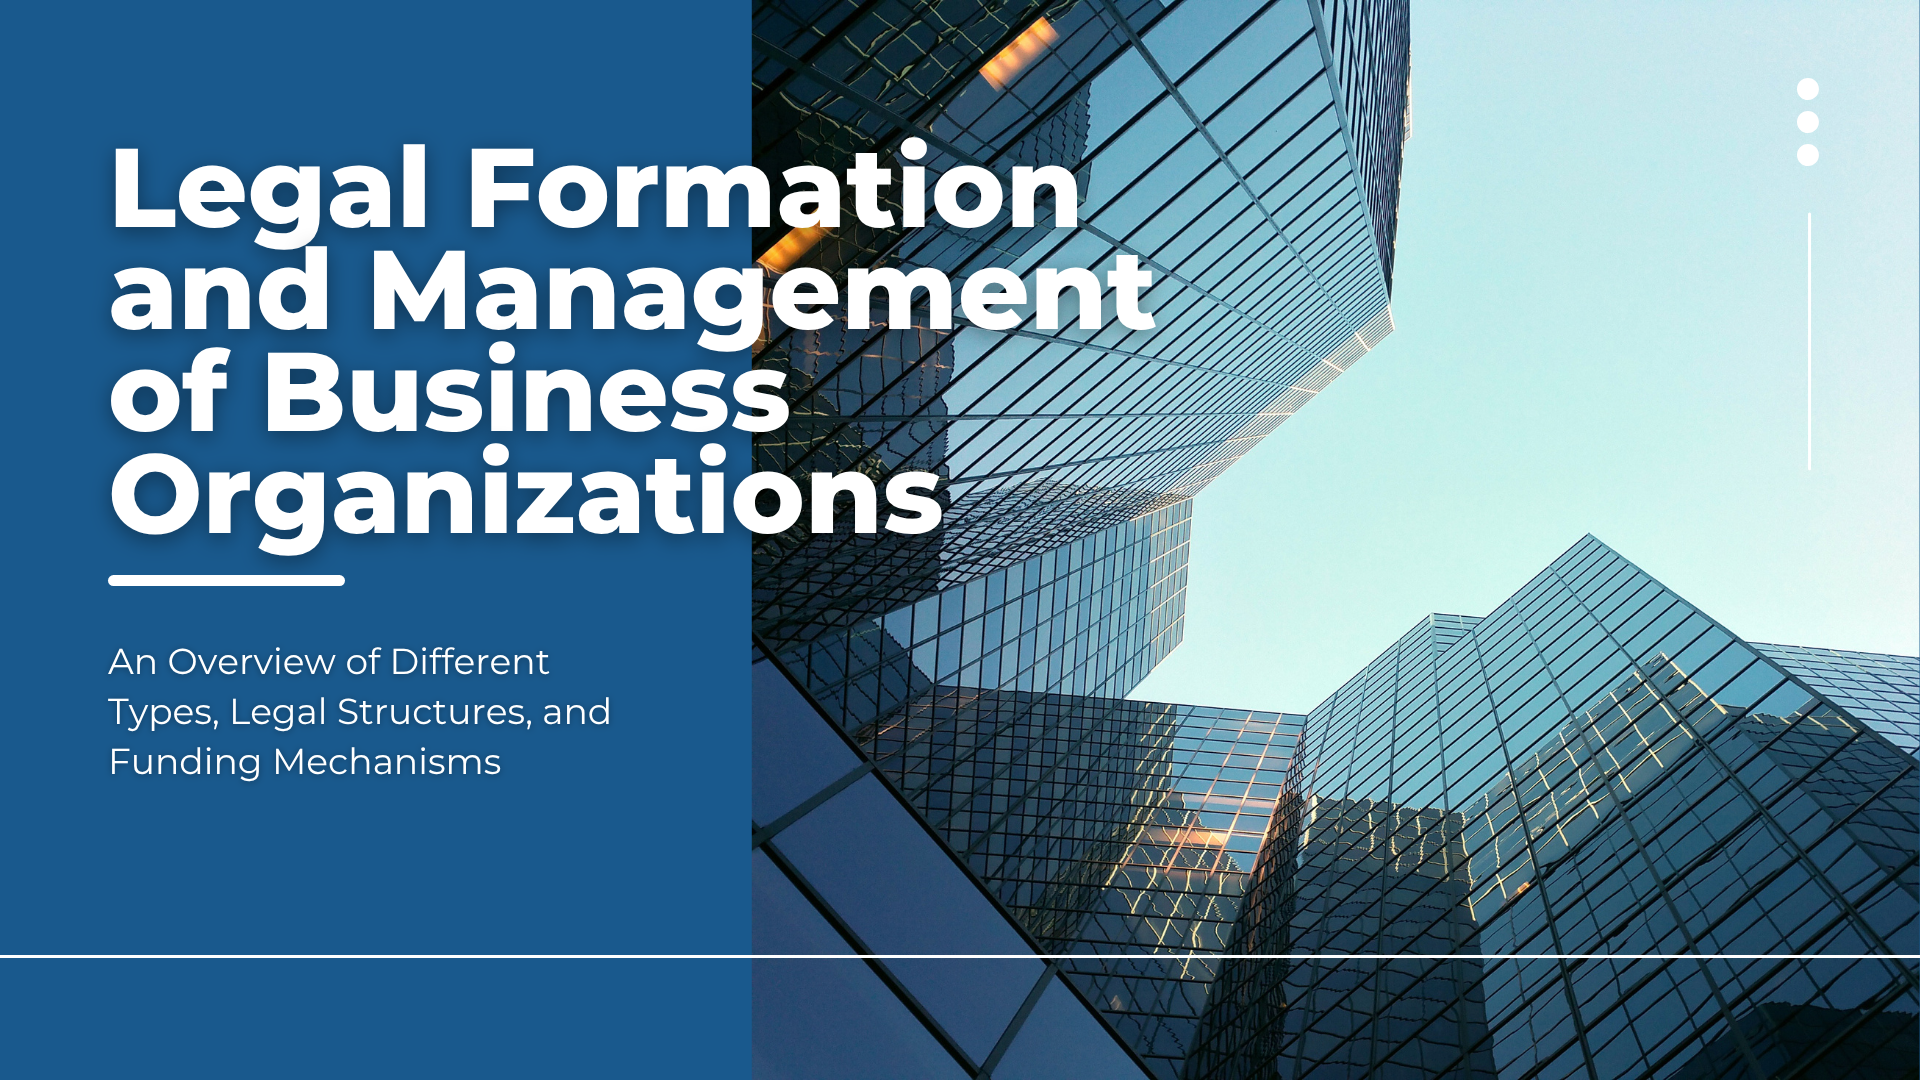 Legal Formation
and Management
of Business
Organizations
An Overview of Different
Types, Legal Structures, and
Funding Mechanisms